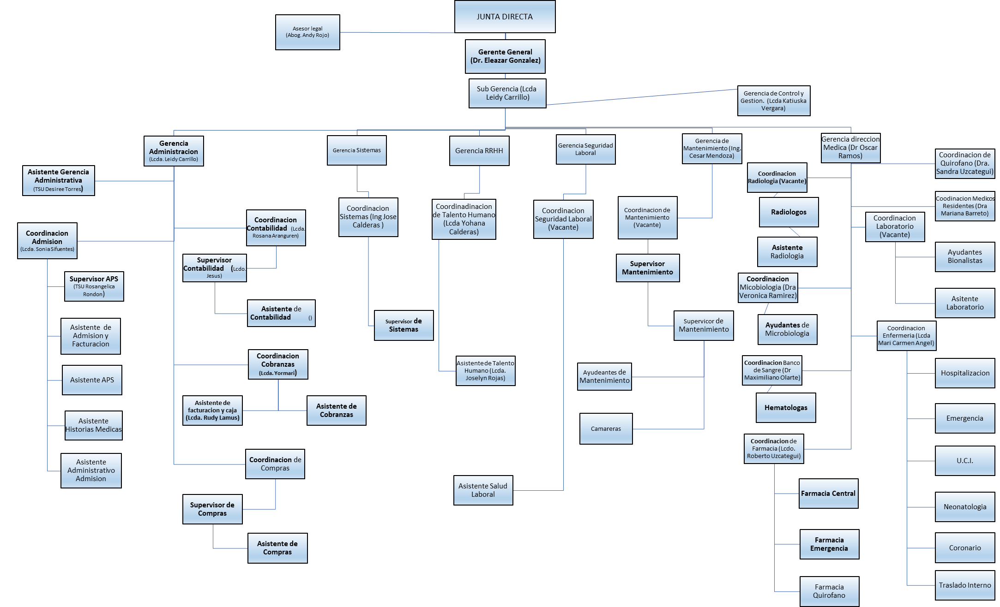 JUNTA DIRECTA
Asesor legal
(Abog. Andy Rojo)
Gerente General
(Dr. Eleazar Gonzalez)
Sub Gerencia (Lcda.
Leidy Carrillo)
Gerencia de Control y
Gestion. (Lcda Katiuska
Vergara)
Gerencia
Administracion
(Lcda. Leidy Carrillo)
Gerencia Sistemas
Gerencia RRHH
Gerencia Seguridad
Laboral
Gerencia de
Mantenimiento (Ing.
Cesar Mendoza)
Gerencia direccion
Medica (Dr Oscar
Ramos)
Asistente Gerencia
Administrativa
(TSU Desiree Torres)
Coordinacion
Admision
(Lcda. Sonia Sifuentes)
Supervisor APS
(TSU Rosangelica
Rondon)
Asistente de
Admision y
Facturacion
Asistente APS
Asistente
Historias Medicas
Asistente
Administrativo
Admision
Coordinacion
Contabilidad (Lcda.
Rosana Aranguren)
Supervisor
Contabilidad (Lcdo.
Jesus)
Asistente de
Contabilidad ()
Coordinacion
Cobranzas
(Lcda. Yormari)
Asistente de
facturacion y caja
(Lcda. Rudy Lamus)
Asistente de
Cobranzas
Coordinacion de
Compras
Supervisor de
Compras
Asistente de
Compras
Coordinacion
Sistemas (Ing Jose
Calderas )
Supervisor de
Sistemas
Coordinadinacion
de Talento Humano
(Lcda Yohana
Calderas)
Asistente de Talento
Humano (Lcda.
Joselyn Rojas)
Coordinacion
Seguridad Laboral
(Vacante)
Asistente Salud
Laboral
Coordinacion de
Mantenimiento
(Vacante)
Supervisor
Mantenimiento
Supervicor de
Mantenimiento
Ayudeantes de
Mantenimiento
Camareras
Coordinacion
Radiologia (Vacante)
Radiologos
Asistente
Radiologia
Coordinacion
Micobiologia (Dra
Veronica Ramirez)
Ayudantes de
Microbiologia
Coordinacion Banco
de Sangre (Dr
Maximiliano Olarte)
Hematologas
Coordinacion de
Farmacia (Lcdo.
Roberto Uzcategui)
Farmacia Central
Farmacia
Emergencia
Farmacia
Quirofano
Coordinacion de
Quirofano (Dra.
Sandra Uzcategui)
Coodinacion Medicos
Residentes (Dra
Mariana Barreto)
Coordinacion
Laboratorio
(Vacante)
Ayudantes
Bionalistas
Asitente
Laboratorio
Coordinacion
Enfermeria (Lcda
Mari Carmen Angel)
Hospitalizacion
Emergencia
U.C.I.
Neonatologia
Coronario
Traslado Interno